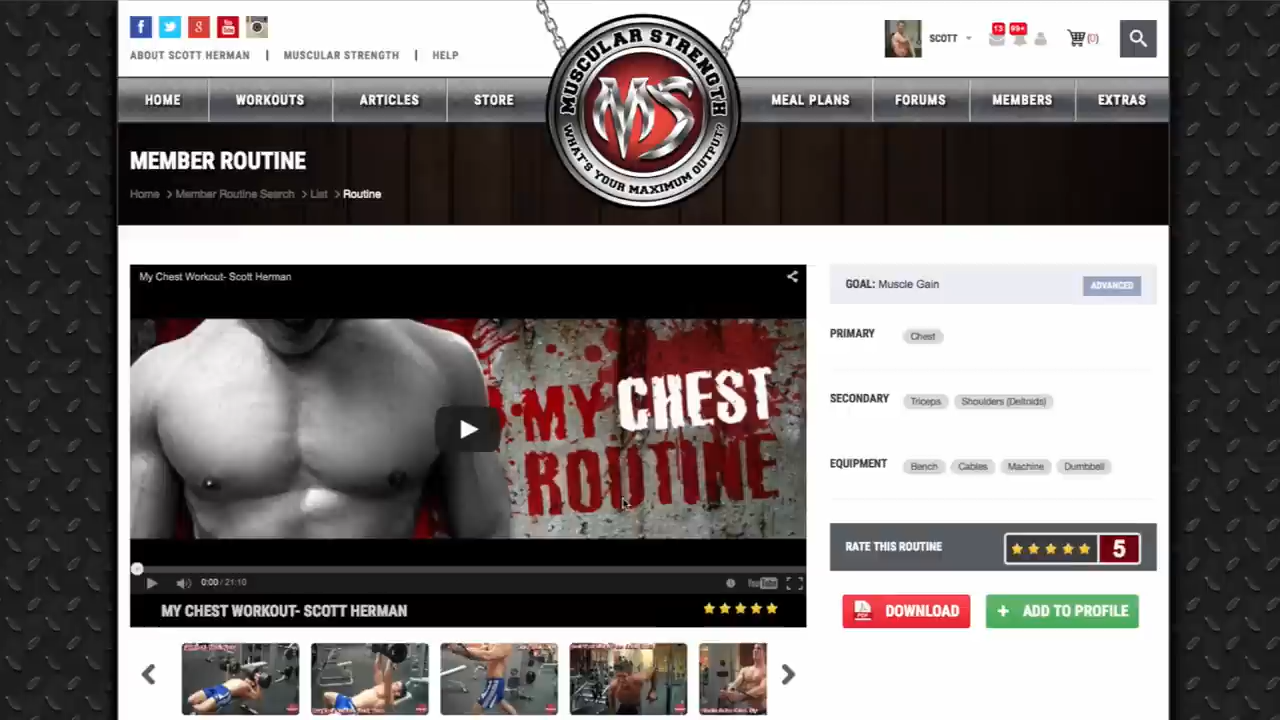 ABOUT SCOTT HERMAN | MUSCULAR STRENGTH | HELP
SCOTT
13
99+
(0)
HOME
WORKOUTS
ARTICLES
STORE
MUSCULAR STRENGTH
MS
WHAT'S YOUR MAXIMUM OUTPUT?
MEAL PLANS
FORUMS
MEMBERS
EXTRAS
MEMBER ROUTINE
Home > Member Routine Search > List > Routine
My Chest Workout- Scott Herman
MY CHEST
ROUTINE
0:00 / 21:10
YouTube
MY CHEST WORKOUT- SCOTT HERMAN
GOAL: Muscle Gain
ADVANCED
PRIMARY
Chest
SECONDARY
Triceps
Shoulders (Deltoids)
EQUIPMENT
Bench
Cables
Machine
Dumbbell
RATE THIS ROUTINE
5
DOWNLOAD
+ ADD TO PROFILE